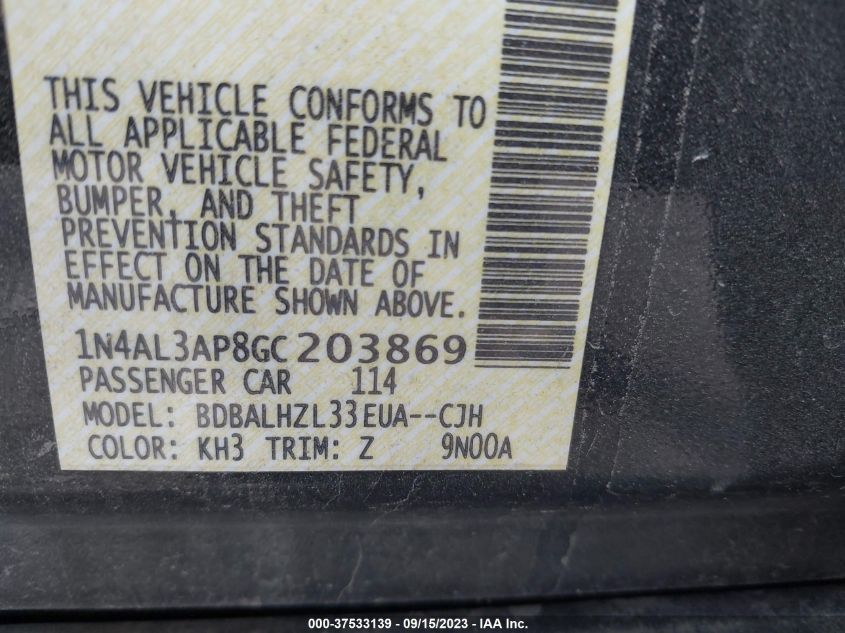 THIS VEHICLE CONFORMS TO
ALL APPLICABLE FEDERAL
MOTOR VEHICLE SAFETY,
BUMPER, AND THEFT
PREVENTION STANDARDS IN
EFFECT ON THE DATE OF
MANUFACTURE SHOWN ABOVE.
1N4AL3AP8GC203869
PASSENGER CAR 114
MODEL: BDBALHZL33EUA--CJH
COLOR: KH3 TRIM: Z 9N00A
000-37533139 - 09/15/2023 - IAA Inc.